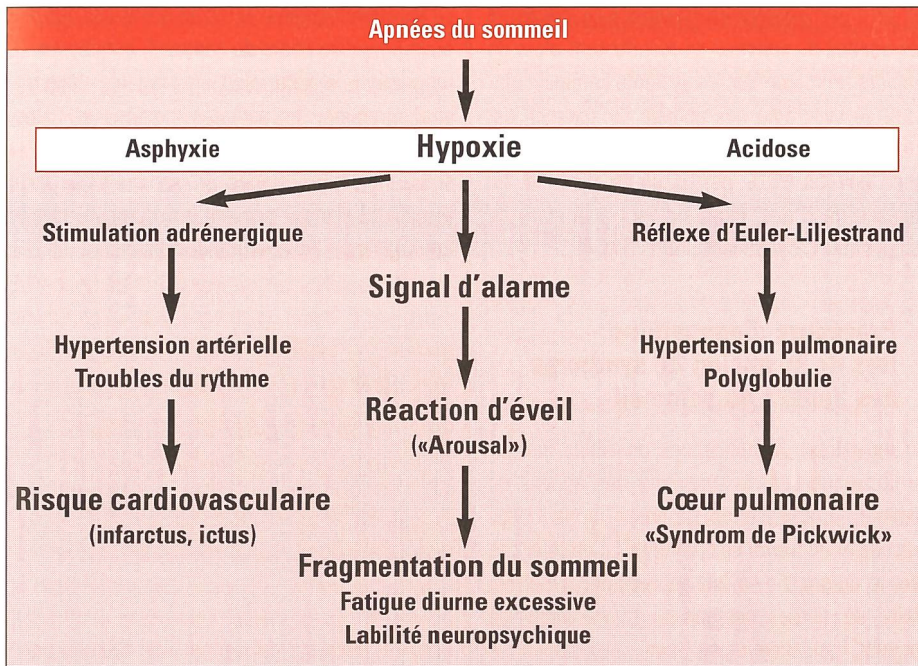 Apnées du sommeil
Asphyxie Hypoxie Acidose
Stimulation adrénergique Réflexe d'Euler-Liljestrand
Signal d'alarme
Hypertension artérielle Hypertension pulmonaire
Troubles du rythme Polyglobulie
Réaction d'éveil
(«Arousal»)
Risque cardiovasculaire Cœur pulmonaire
(infarctus, ictus) «Syndrom de Pickwick»
Fragmentation du sommeil
Fatigue diurne excessive
Labilité neuropsychique